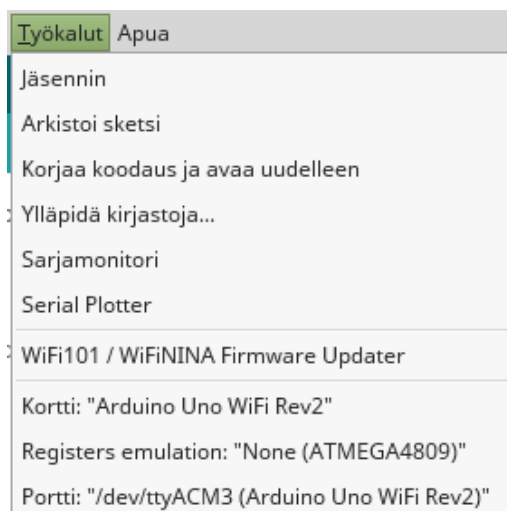 Työkalut Apua
Jäsennin
Arkistoi sketsi
Korjaa koodaus ja avaa uudelleen
Ylläpidä kirjastoja...
Sarjamonitori
Serial Plotter
WiFi101 / WiFiNINA Firmware Updater
Kortti: "Arduino Uno WiFi Rev2"
Registers emulation: "None (ATMEGA4809)"
Portti: "/dev/ttyACM3 (Arduino Uno WiFi Rev2)"